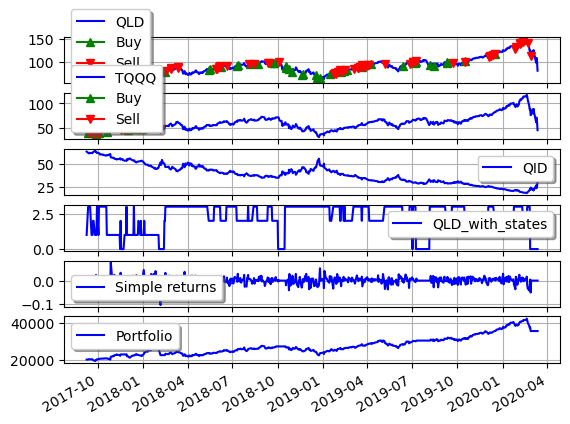 QLD
Buy
Sell
150
100
TQQQ
Buy
Sell
100
50
QID
50
25
QLD_with_states
2.5
0.0
Simple returns
0.0
−0.1
Portfolio
40000
20000
2017-10 2018-01 2018-04 2018-07 2018-10 2019-01 2019-04 2019-07 2019-10 2020-01 2020-04